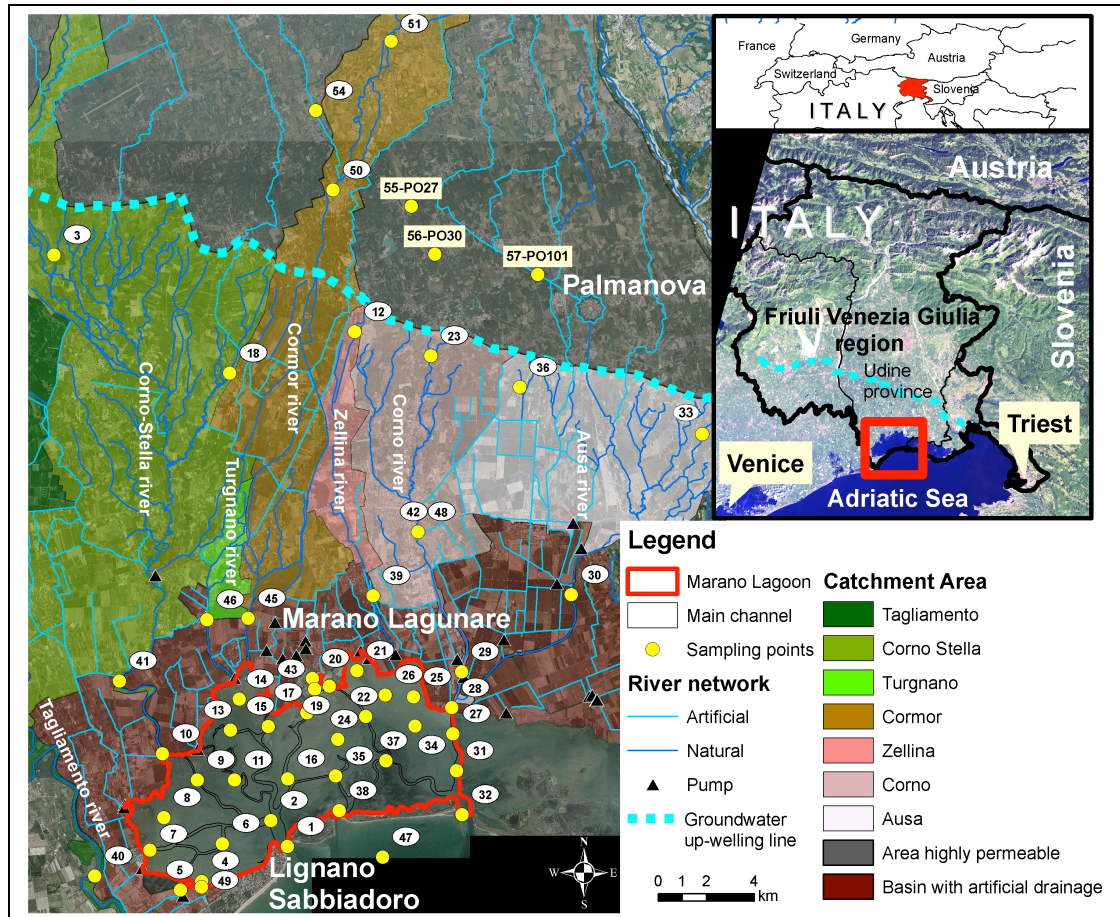 51
54
50
55-PO27
56-PO30
57-PO101
Palmanova
3
12
23
36
33
18
Corno-Stella river
Turgnano river
Cormor river
Zellina river
Corno river
Ausa river
42
48
39
30
46
45
Marano Lagunare
41
29
28
27
20
21
26
25
14
43
17
19
22
13
15
24
10
9
11
16
37
34
31
35
8
2
38
32
7
6
1
47
40
5
4
49
Tagliamento river
Lignano
Sabbiadoro
France
Germany
Austria
Switzerland
Slovenia
ITALY
Austria
ITALY
Slovenia
Friuli Venezia Giulia
region
Udine
province
Triest
Venice
Adriatic Sea
Legend
Marano Lagoon
Main channel
Sampling points
River network
Artificial
Natural
Pump
Groundwater
up-welling line
Catchment Area
Tagliamento
Corno Stella
Turgnano
Cormor
Zellina
Corno
Ausa
Area highly permeable
Basin with artificial drainage
N
W
E
S
0 1 2 4
km